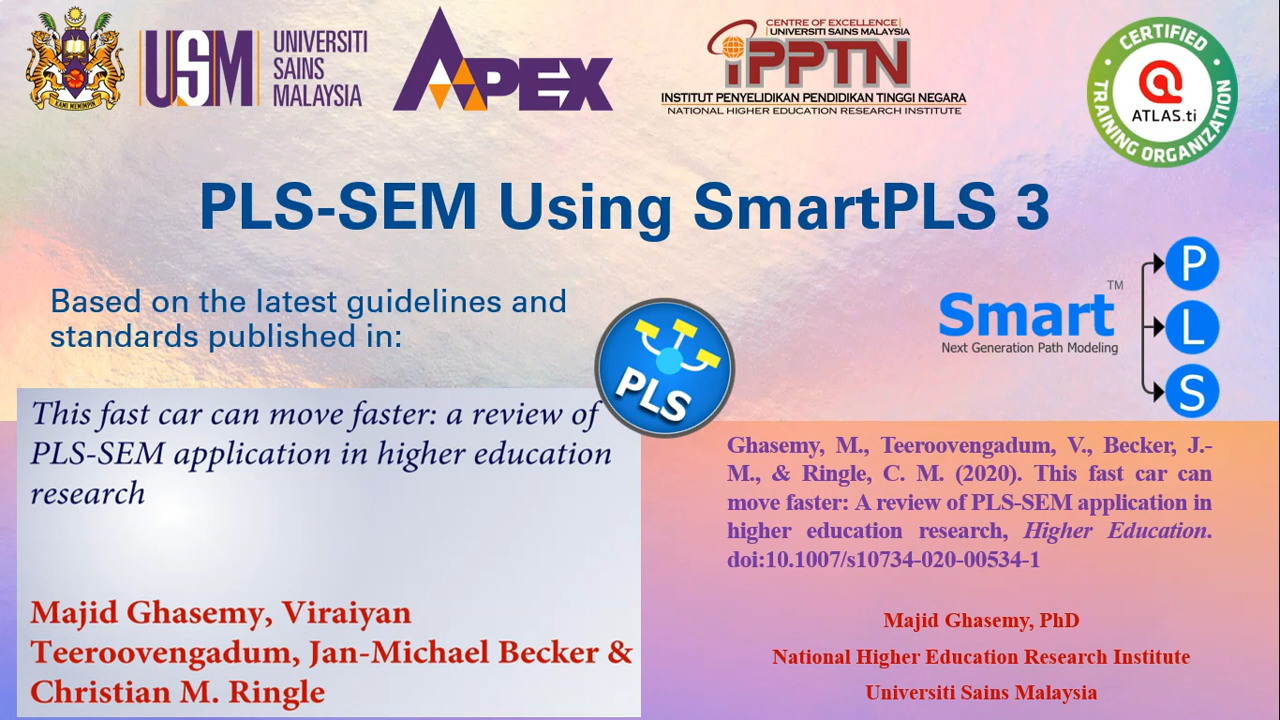 KAMI MEMIMPIN
USM
UNIVERSITI
SAINS
MALAYSIA
APEX
CENTRE OF EXCELLENCE
UNIVERSITI SAINS MALAYSIA
iPPTN
INSTITUT PENYELIDIKAN PENDIDIKAN TINGGI NEGARA
NATIONAL HIGHER EDUCATION RESEARCH INSTITUTE
CERTIFIED
ATLAS.ti
TRAINING ORGANIZATION
PLS-SEM Using SmartPLS 3
Based on the latest guidelines and
standards published in:
PLS
Smart TM
Next Generation Path Modeling
P
L
S
This fast car can move faster: a review of
PLS-SEM application in higher education
research
Majid Ghasemy, Viraiyan
Teeroovengadum, Jan-Michael Becker &
Christian M. Ringle
Ghasemy, M., Teeroovengadum, V., Becker, J.-
M., & Ringle, C. M. (2020). This fast car can
move faster: A review of PLS-SEM application in
higher education research, Higher Education.
doi:10.1007/s10734-020-00534-1
Majid Ghasemy, PhD
National Higher Education Research Institute
Universiti Sains Malaysia